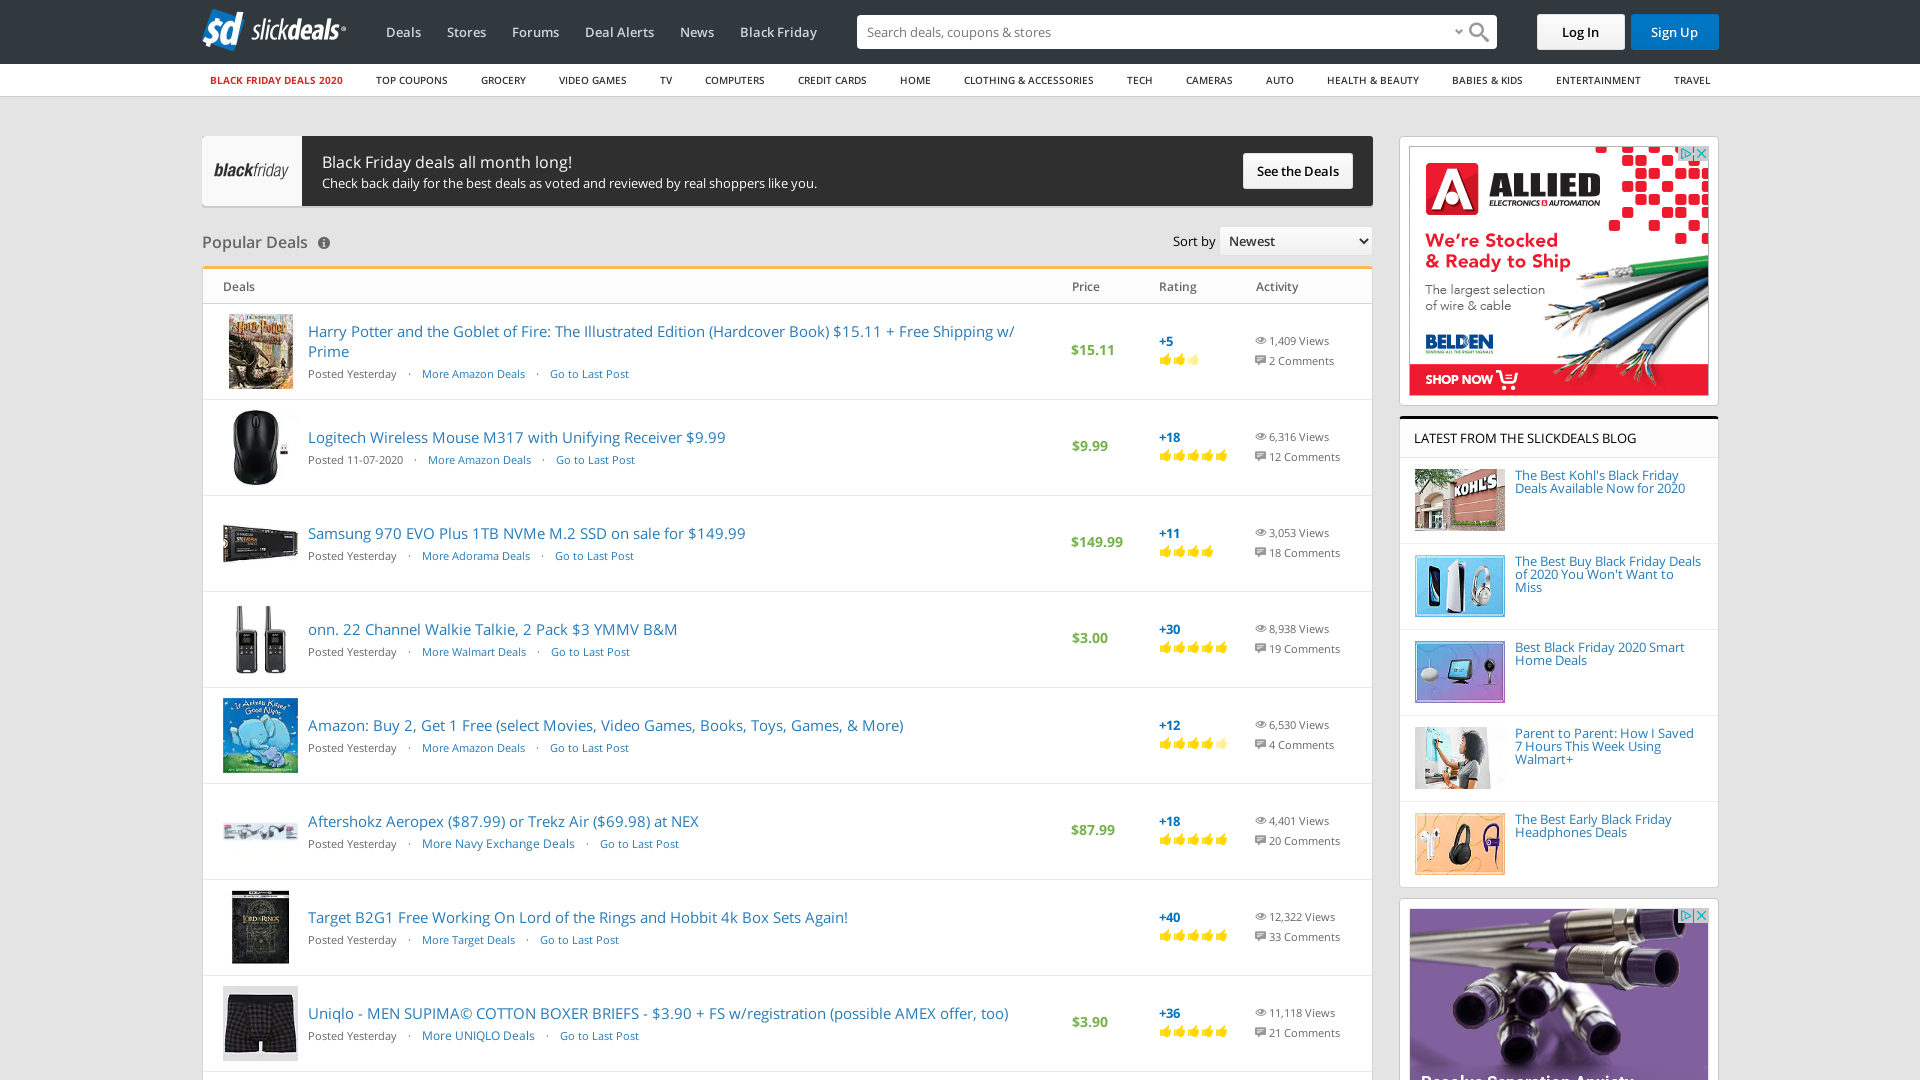 sd slickdeals
Deals
Stores
Forums
Deal Alerts
News
Black Friday
Search deals, coupons & stores
Log In
Sign Up
BLACK FRIDAY DEALS 2020
TOP COUPONS
GROCERY
VIDEO GAMES
TV
COMPUTERS
CREDIT CARDS
HOME
CLOTHING & ACCESSORIES
TECH
CAMERAS
AUTO
HEALTH & BEAUTY
BABIES & KIDS
ENTERTAINMENT
TRAVEL
blackfriday
Black Friday deals all month long!
Check back daily for the best deals as voted and reviewed by real shoppers like you.
See the Deals
Popular Deals
Sort by Newest
Deals Price Rating Activity
Harry Potter and the Goblet of Fire: The Illustrated Edition (Hardcover Book) $15.11 + Free Shipping w/
Prime
Posted Yesterday · More Amazon Deals · Go to Last Post
$15.11
+5
1,409 Views
2 Comments
Logitech Wireless Mouse M317 with Unifying Receiver $9.99
Posted 11-07-2020 · More Amazon Deals · Go to Last Post
$9.99
+18
6,316 Views
12 Comments
Samsung 970 EVO Plus 1TB NVMe M.2 SSD on sale for $149.99
Posted Yesterday · More Adorama Deals · Go to Last Post
$149.99
+11
3,053 Views
18 Comments
onn. 22 Channel Walkie Talkie, 2 Pack $3 YMMV B&M
Posted Yesterday · More Walmart Deals · Go to Last Post
$3.00
+30
8,938 Views
19 Comments
If Animals Kissed
Good Night
Amazon: Buy 2, Get 1 Free (select Movies, Video Games, Books, Toys, Games, & More)
Posted Yesterday · More Amazon Deals · Go to Last Post
+12
6,530 Views
4 Comments
Aftershokz Aeropex ($87.99) or Trekz Air ($69.98) at NEX
Posted Yesterday · More Navy Exchange Deals · Go to Last Post
$87.99
+18
4,401 Views
20 Comments
Target B2G1 Free Working On Lord of the Rings and Hobbit 4k Box Sets Again!
Posted Yesterday · More Target Deals · Go to Last Post
+40
12,322 Views
33 Comments
Uniqlo - MEN SUPIMA© COTTON BOXER BRIEFS - $3.90 + FS w/registration (possible AMEX offer, too)
Posted Yesterday · More UNIQLO Deals · Go to Last Post
$3.90
+36
11,118 Views
21 Comments
ALLIED
ELECTRONICS & AUTOMATION
We're Stocked
& Ready to Ship
The largest selection
of wire & cable
BELDEN
SENDING ALL THE RIGHT SIGNALS
SHOP NOW
LATEST FROM THE SLICKDEALS BLOG
KOHL'S
The Best Kohl's Black Friday
Deals Available Now for 2020
The Best Buy Black Friday Deals
of 2020 You Won't Want to
Miss
Best Black Friday 2020 Smart
Home Deals
Parent to Parent: How I Saved
7 Hours This Week Using
Walmart+
The Best Early Black Friday
Headphones Deals
Resolve Separation Anxiety